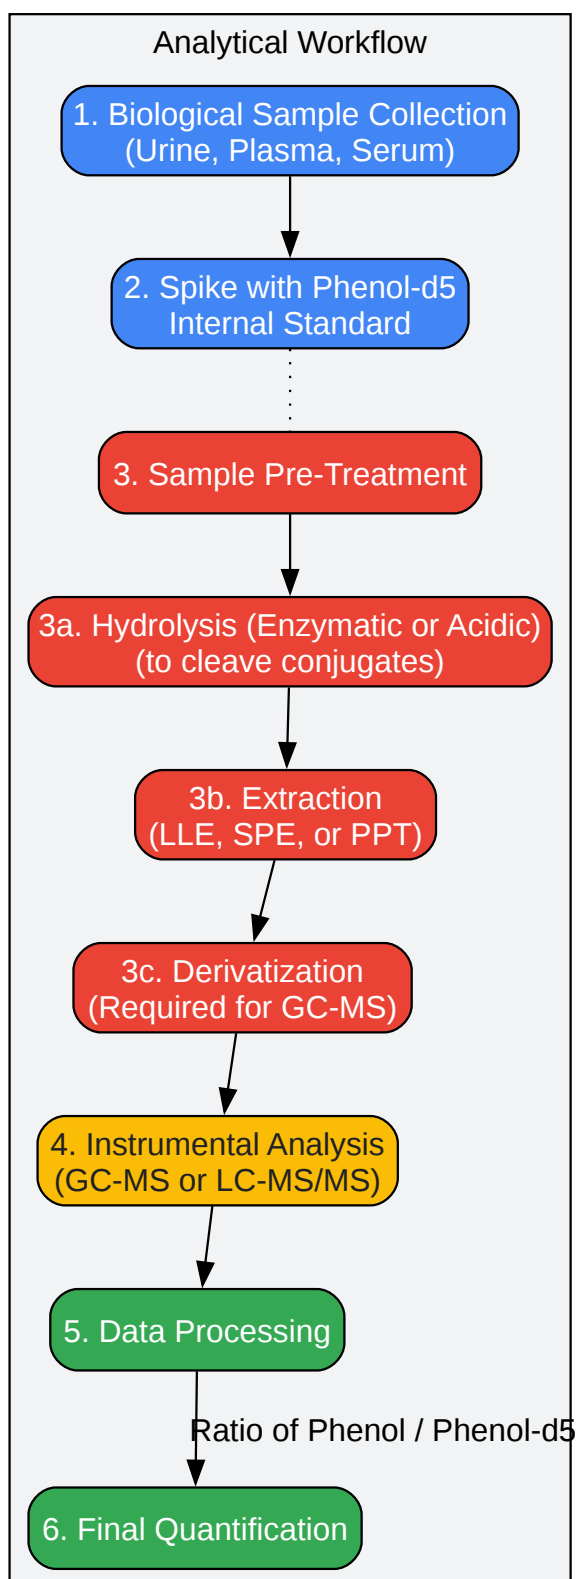 Analytical Workflow
1. Biological Sample Collection
(Urine, Plasma, Serum)
2. Spike with Phenol-d5
Internal Standard
3. Sample Pre-Treatment
3a. Hydrolysis (Enzymatic or Acidic)
(to cleave conjugates)
3b. Extraction
(LLE, SPE, or PPT)
3c. Derivatization
(Required for GC-MS)
4. Instrumental Analysis
(GC-MS or LC-MS/MS)
5. Data Processing
Ratio of Phenol / Phenol-d5
6. Final Quantification